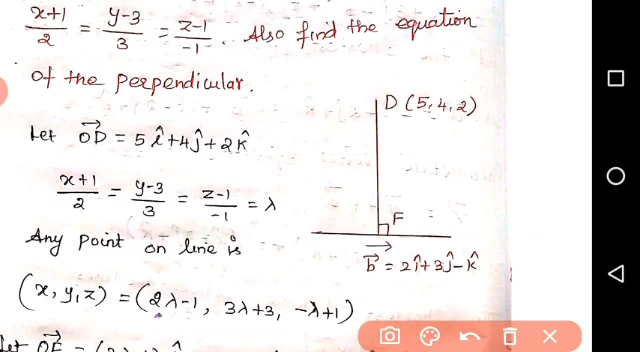 x+1/2 = y-3/3 = z-1/-1. Also find the equation
of the perpendicular.
D (5,4,2)
Let →OD = 5î+4ĵ+2k̂
x+1/2 = y-3/3 = z-1/-1 = λ
F
Any point on line is
→b = 2î+3ĵ-k̂
(x,y,z) = (2λ-1, 3λ+3, -λ+1)